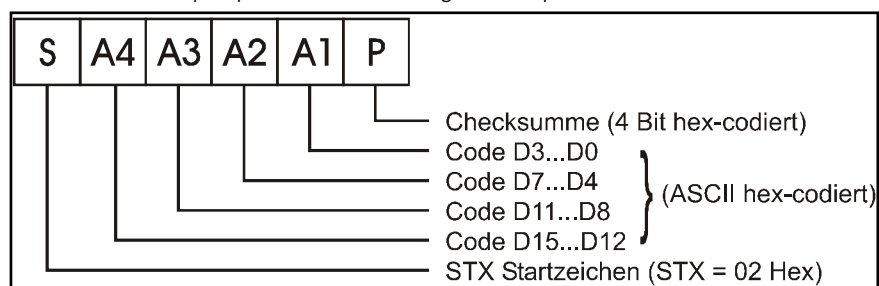 S A4 A3 A2 A1 P
Checksumme (4 Bit hex-codiert)
Code D3...D0
Code D7...D4
(ASCII hex-codiert)
Code D11...D8
Code D15...D12
STX Startzeichen (STX = 02 Hex)